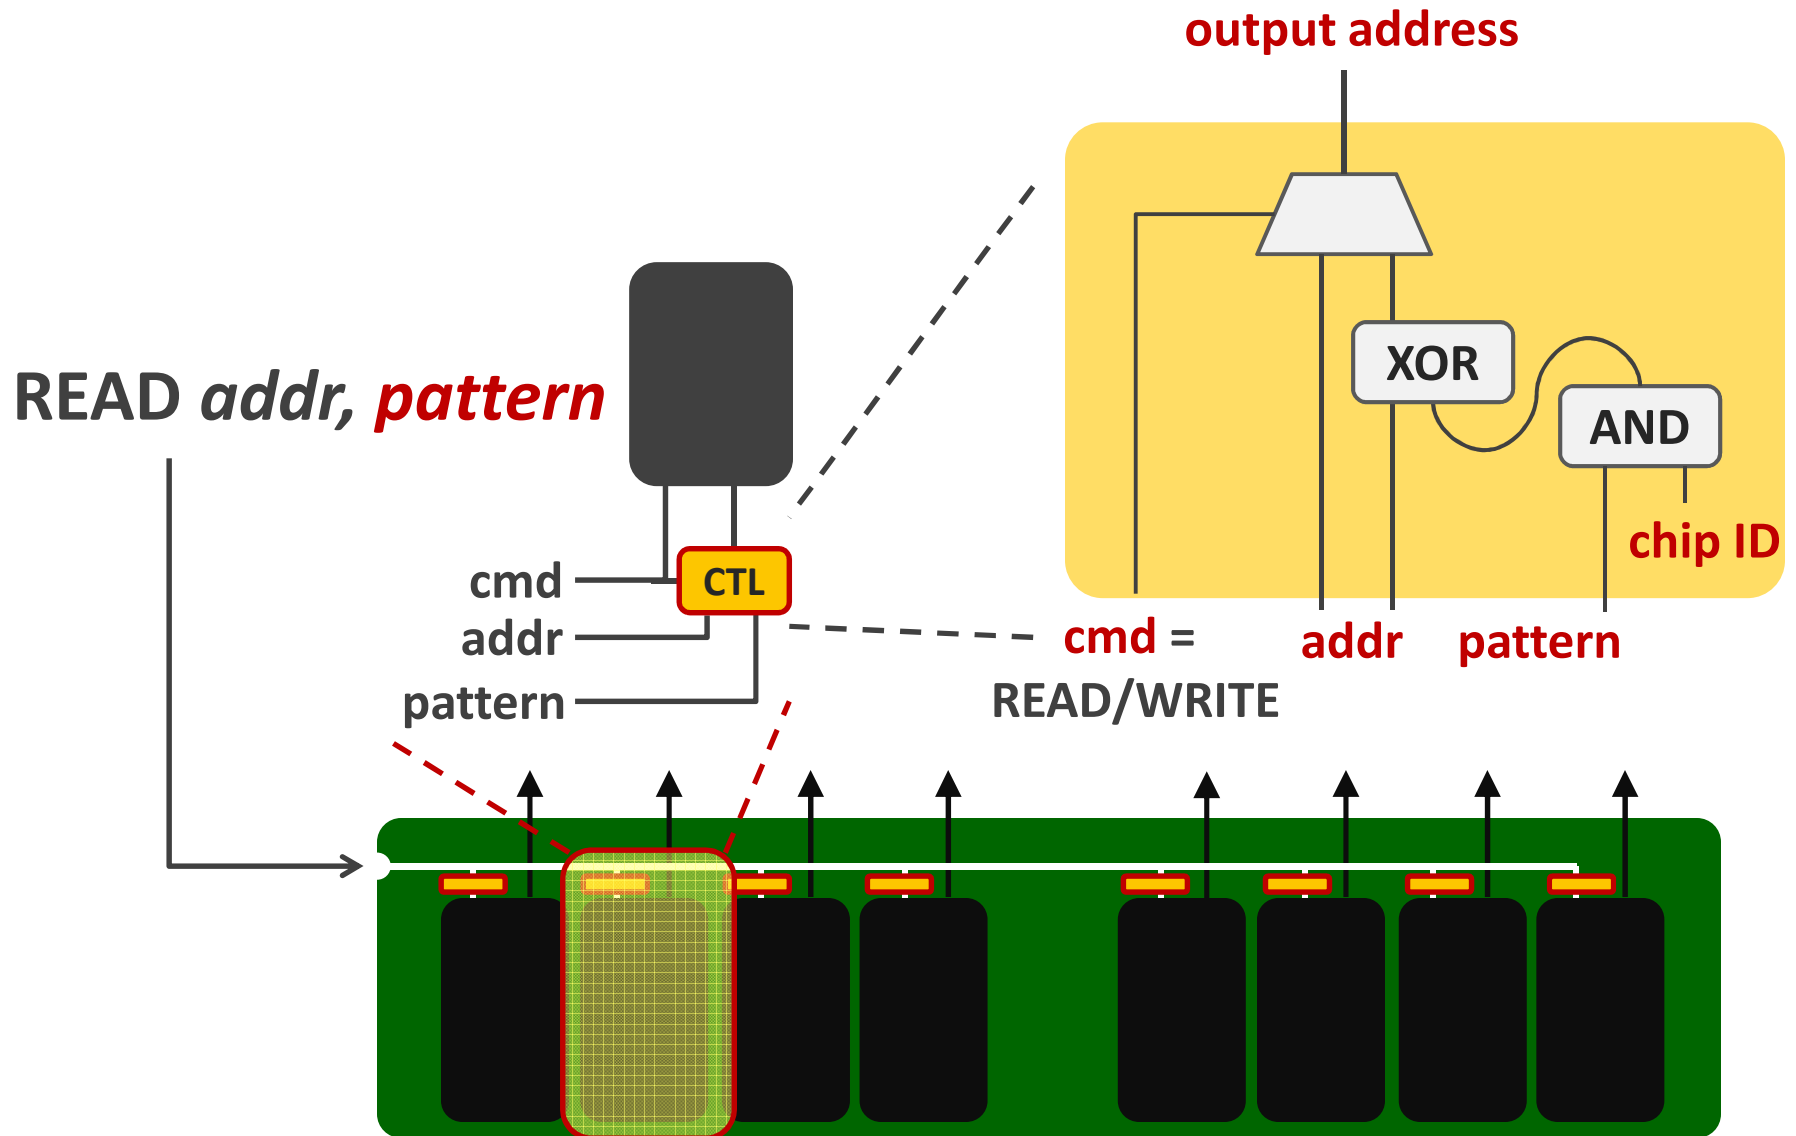 output address
XOR
AND
chip ID
READ addr, pattern
cmd
CTL
addr
pattern
cmd =
READ/WRITE
addr
pattern